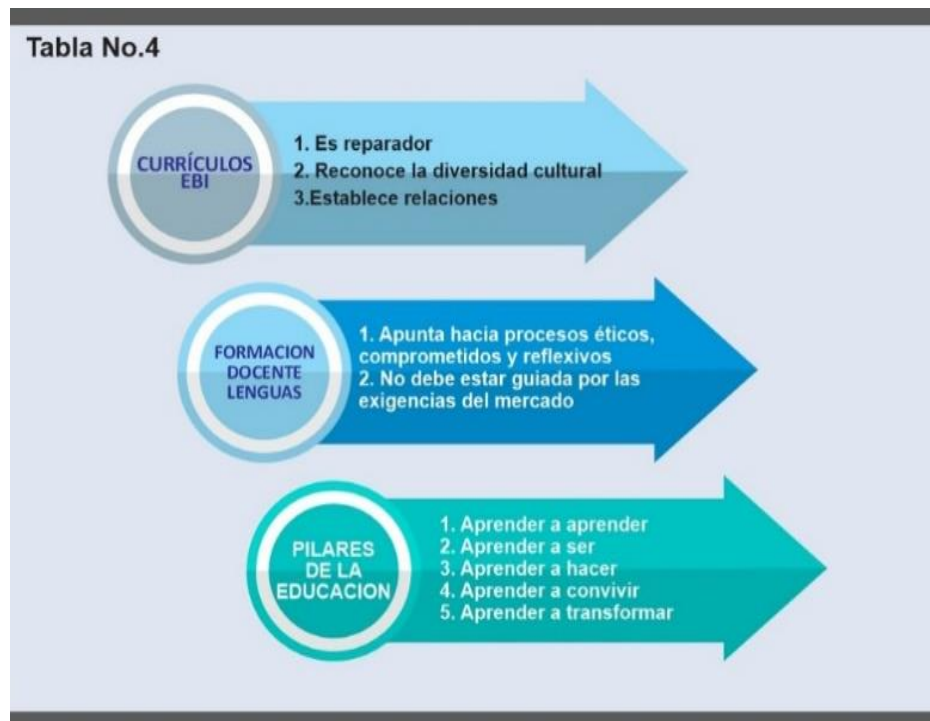 Tabla No.4
CURRÍCULOS
EBI
1. Es reparador
2. Reconoce la diversidad cultural
3.Establece relaciones
FORMACION
DOCENTE
LENGUAS
1. Apunta hacia procesos éticos,
comprometidos y reflexivos
2. No debe estar guiada por las
exigencias del mercado
PILARES
DE LA
EDUCACION
1. Aprender a aprender
2. Aprender a ser
3. Aprender a hacer
4. Aprender a convivir
5. Aprender a transformar